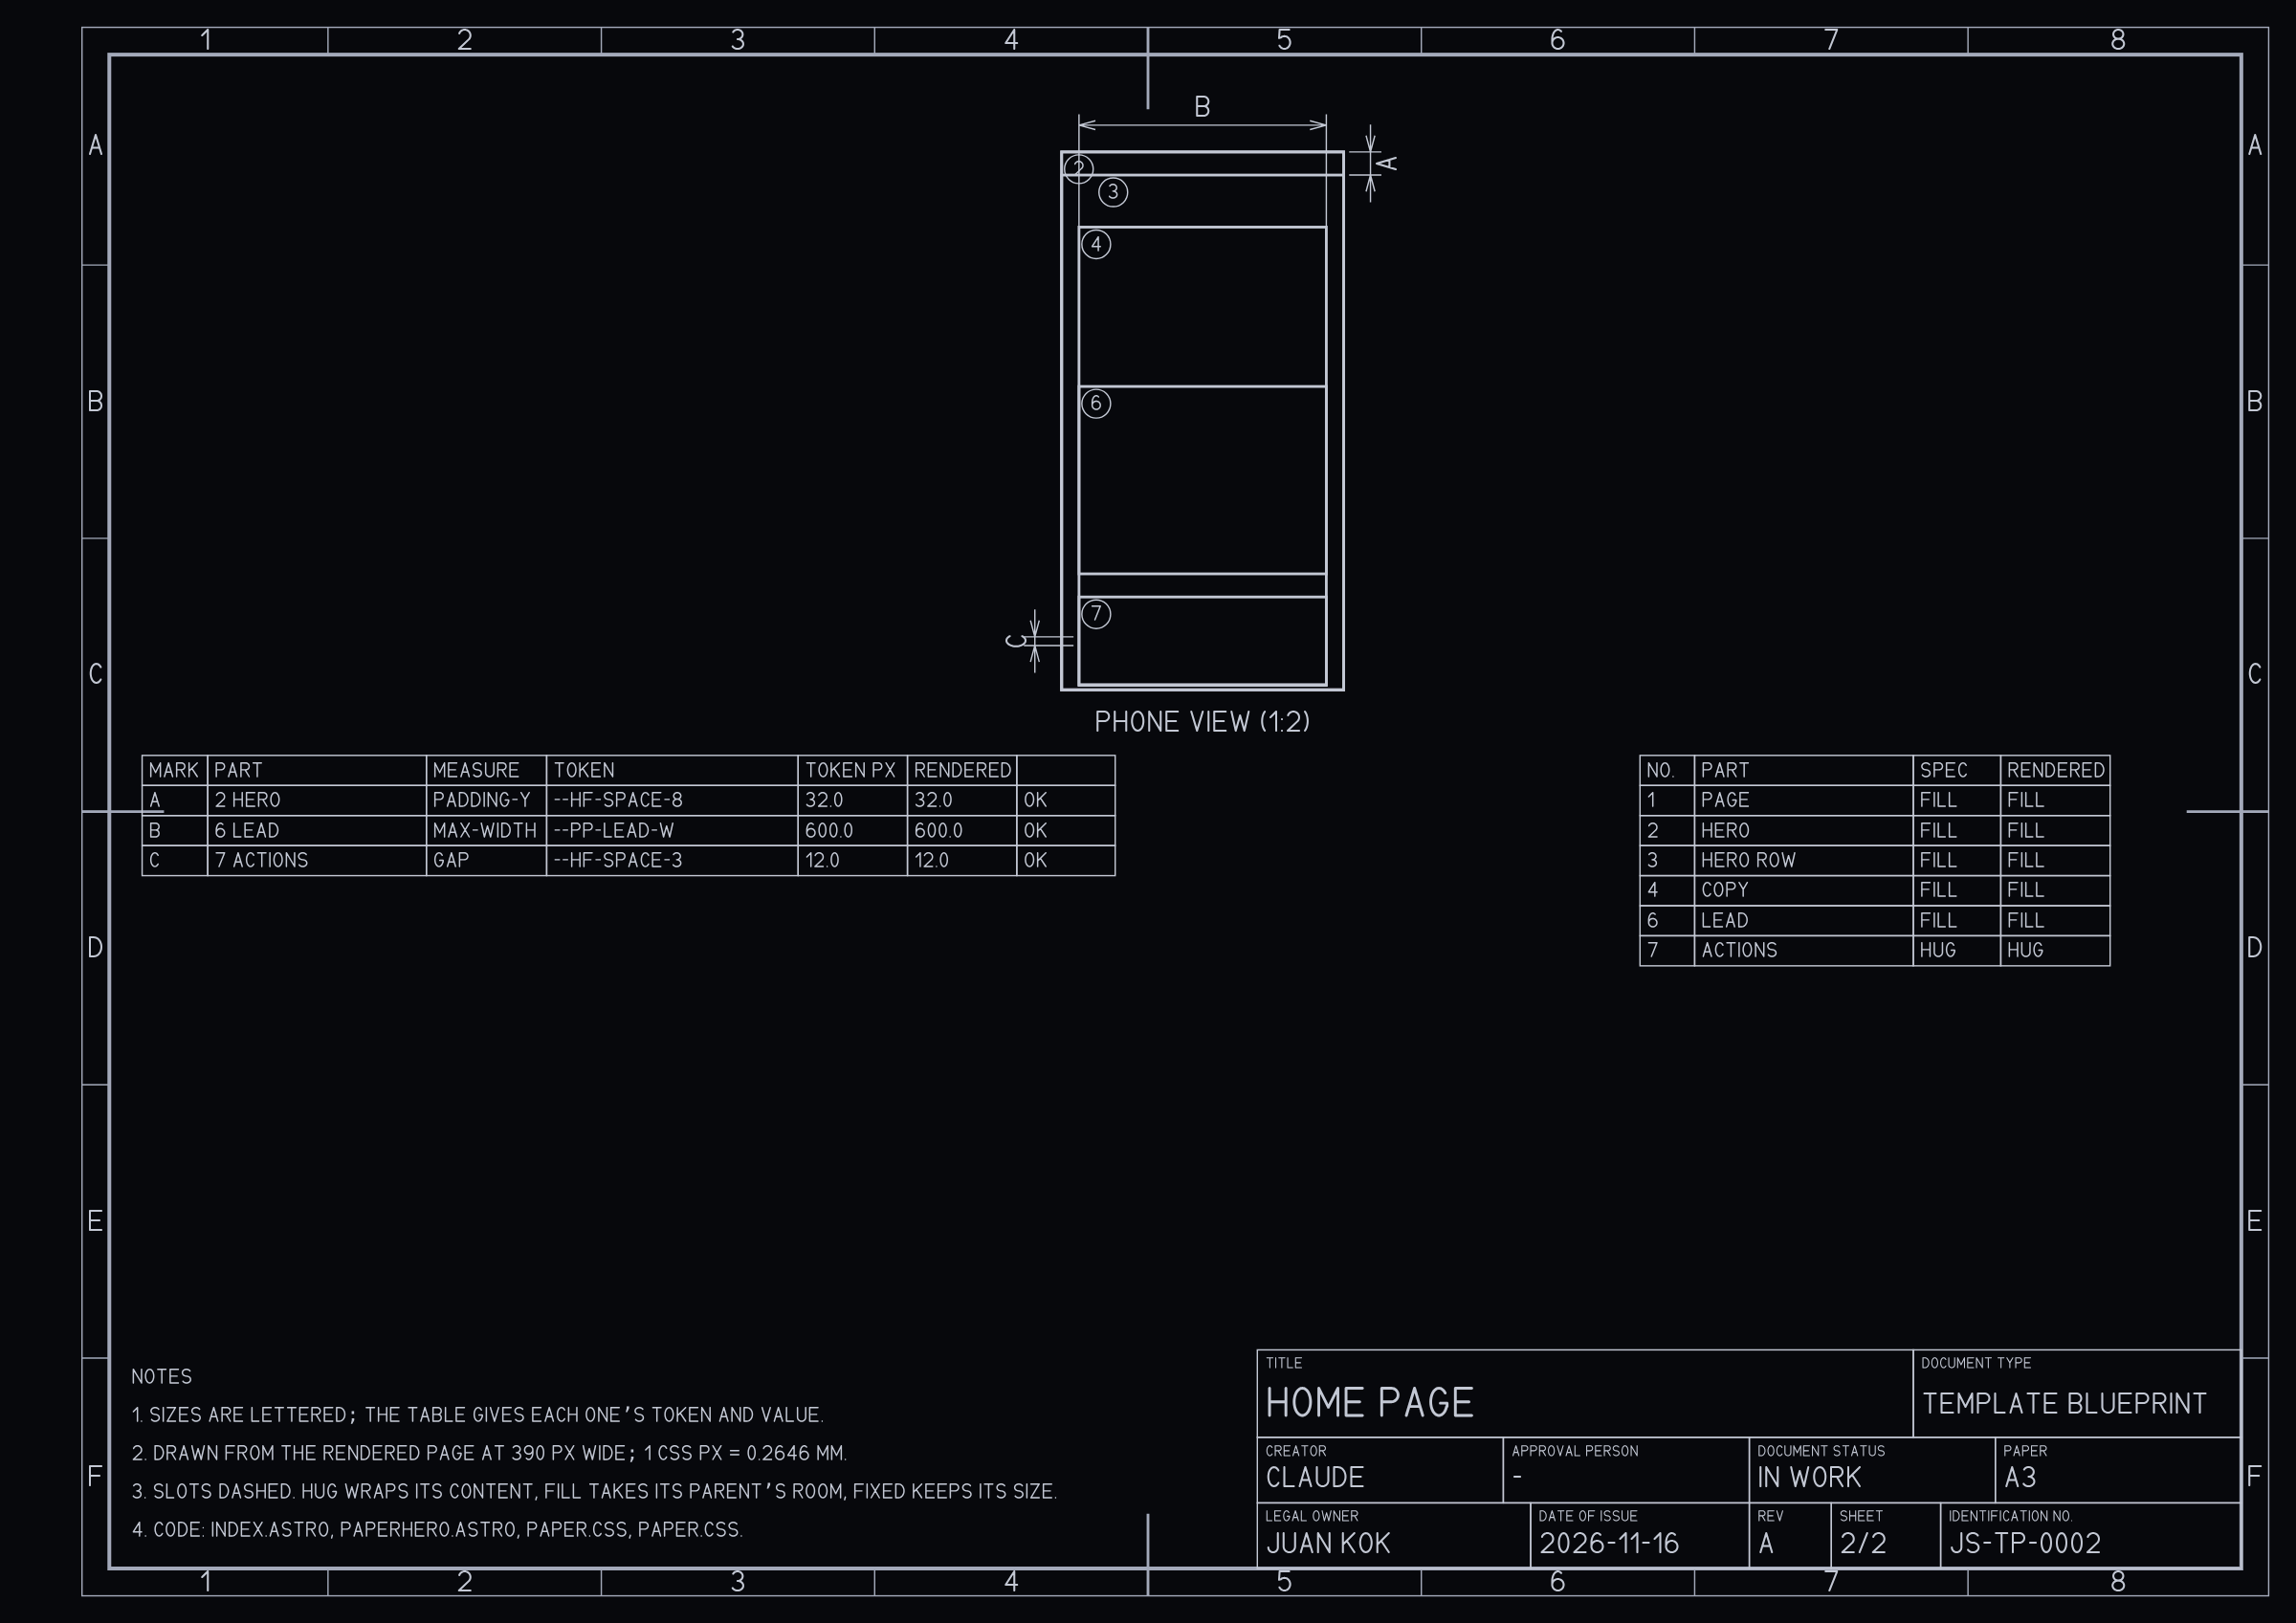 1 2 3 4 5 6 7 8
A A
B
A
2
3
4
B B
6
7
C
C C
PHONE VIEW (1:2)
MARK PART MEASURE TOKEN TOKEN PX RENDERED
A 2 HERO PADDING-Y --HF-SPACE-8 32.0 32.0 OK
B 6 LEAD MAX-WIDTH --PP-LEAD-W 600.0 600.0 OK
C 7 ACTIONS GAP --HF-SPACE-3 12.0 12.0 OK
NO. PART SPEC RENDERED
1 PAGE FILL FILL
2 HERO FILL FILL
3 HERO ROW FILL FILL
4 COPY FILL FILL
6 LEAD FILL FILL
7 ACTIONS HUG HUG
D D
E E
F F
NOTES
1. SIZES ARE LETTERED; THE TABLE GIVES EACH ONE'S TOKEN AND VALUE.
2. DRAWN FROM THE RENDERED PAGE AT 390 PX WIDE; 1 CSS PX = 0.2646 MM.
3. SLOTS DASHED. HUG WRAPS ITS CONTENT, FILL TAKES ITS PARENT'S ROOM, FIXED KEEPS ITS SIZE.
4. CODE: INDEX.ASTRO, PAPERHERO.ASTRO, PAPER.CSS, PAPER.CSS.
TITLE
HOME PAGE
DOCUMENT TYPE
TEMPLATE BLUEPRINT
CREATOR
CLAUDE
APPROVAL PERSON
-
DOCUMENT STATUS
IN WORK
PAPER
A3
LEGAL OWNER
JUAN KOK
DATE OF ISSUE
2026-11-16
REV
A
SHEET
2/2
IDENTIFICATION NO.
JS-TP-0002
1 2 3 4 5 6 7 8